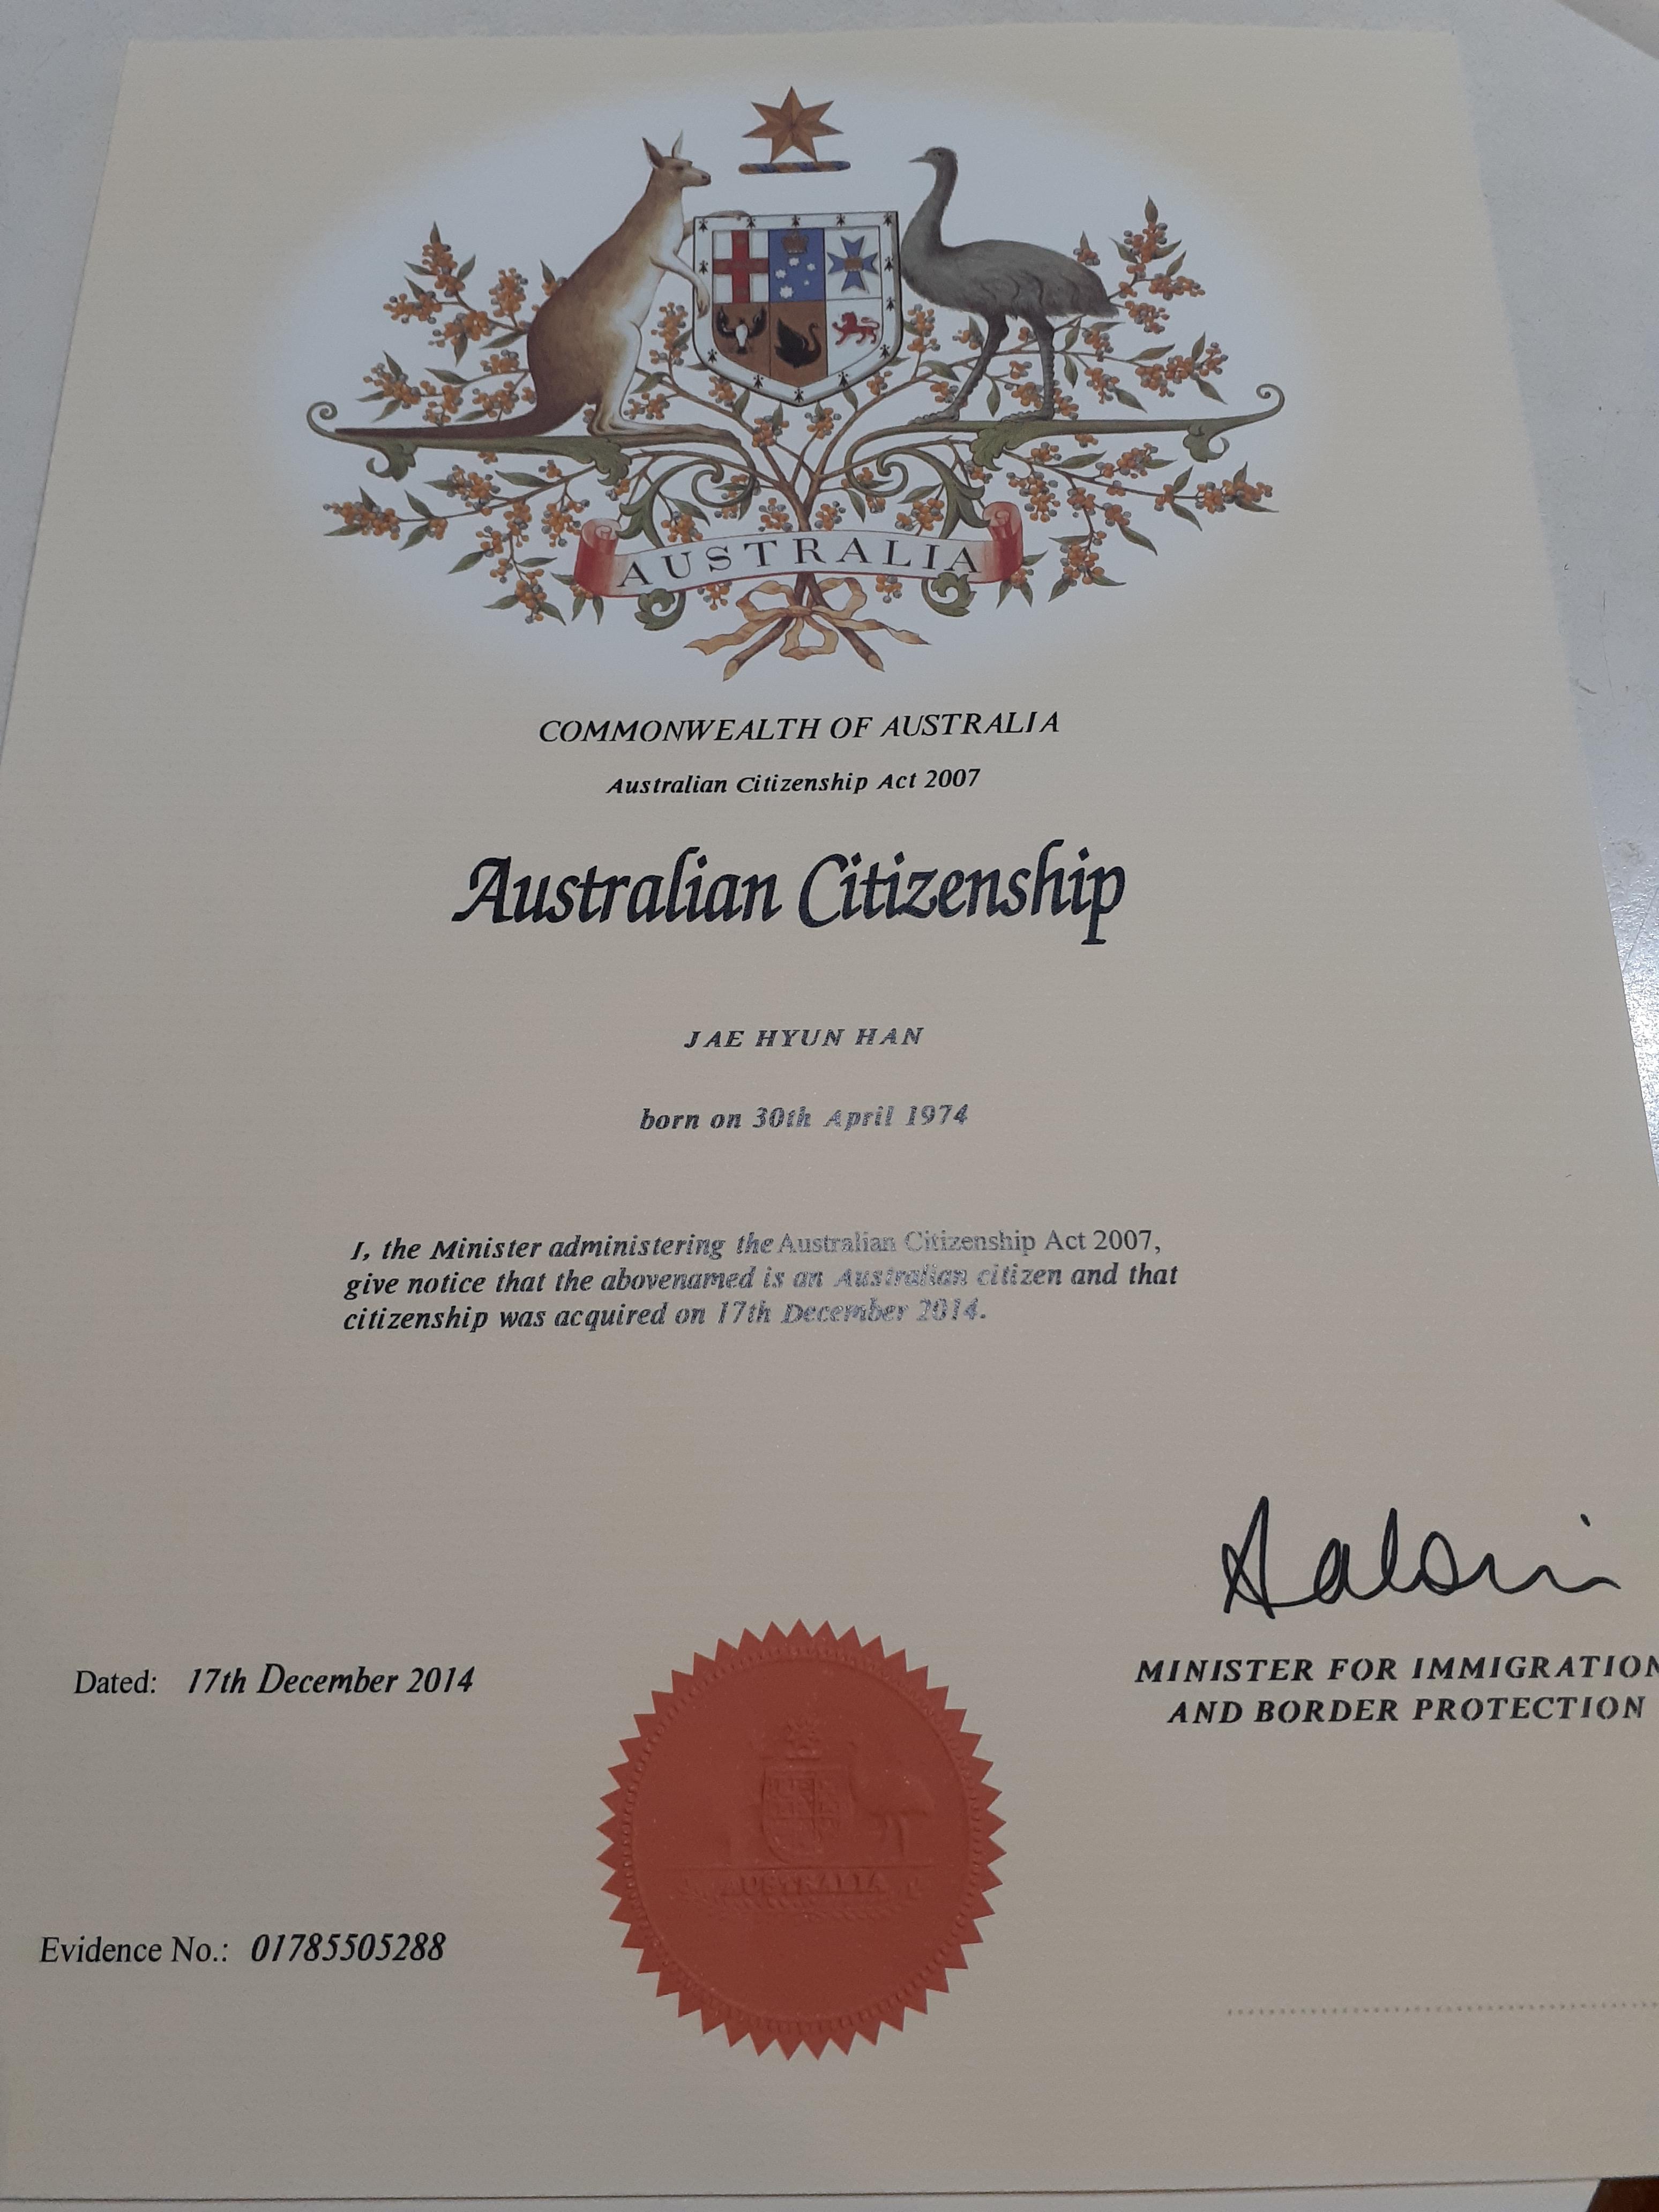 AUSTRALIA
COMMONWEALTH OF AUSTRALIA
Australian Citizenship Act 2007
Australian Citizenship
JAE HYUN HAN
born on 30th April 1974
I, the Minister administering the Australian Citizenship Act 2007,
give notice that the abovenamed is an Australian citizen and that
citizenship was acquired on 17th December 2014.
MINISTER FOR IMMIGRATION
AND BORDER PROTECTION
Dated: 17th December 2014
AUSTRALIA
Evidence No.: 01785505288